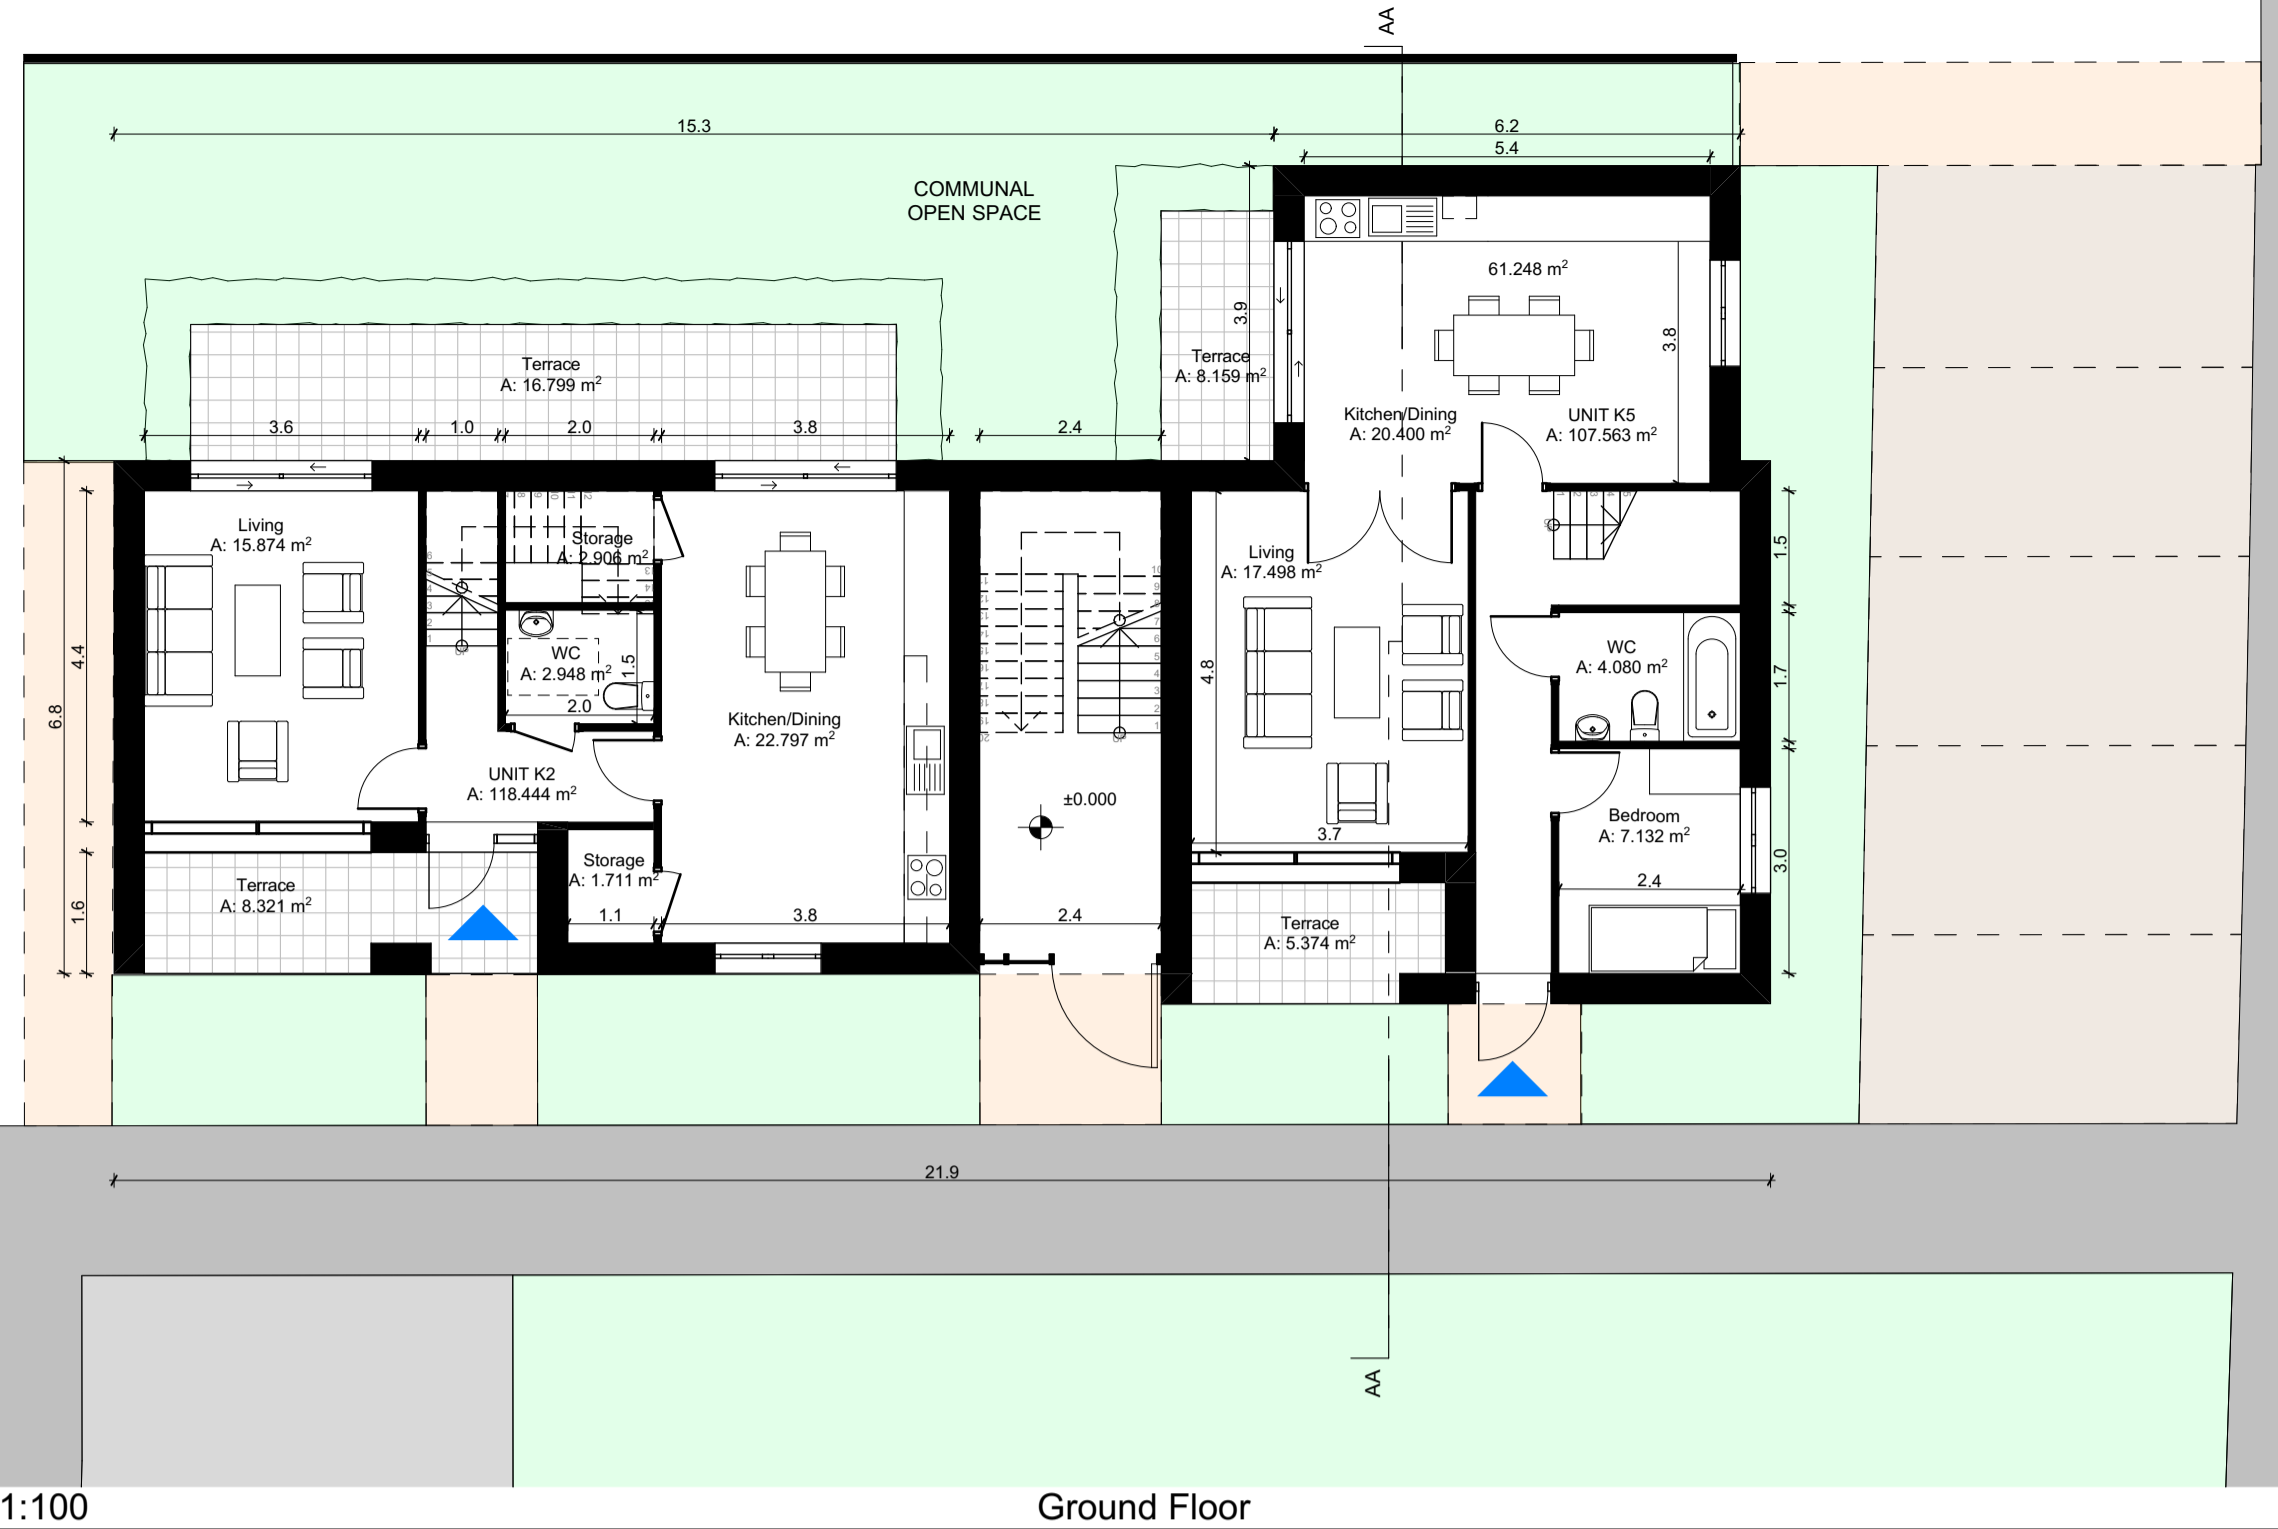 AA
15.3
6.2
5.4
COMMUNAL
OPEN SPACE
61.248 m²
3.9
3.8
Terrace
A: 16.799 m²
Terrace
A: 8.159 m²
Kitchen/Dining
A: 20.400 m²
UNIT K5
A: 107.563 m²
3.6
1.0
2.0
3.8
2.4
Living
A: 15.874 m²
Storage
A: 2.906 m²
Living
A: 17.498 m²
1.5
WC
A: 2.948 m²
1.5
2.0
WC
A: 4.080 m²
1.7
4.4
4.8
6.8
Kitchen/Dining
A: 22.797 m²
UNIT K2
A: 118.444 m²
±0.000
3.7
Bedroom
A: 7.132 m²
3.0
2.4
Storage
A: 1.711 m²
Terrace
A: 8.321 m²
1.6
1.1
3.8
2.4
Terrace
A: 5.374 m²
21.9
AA
1:100
Ground Floor